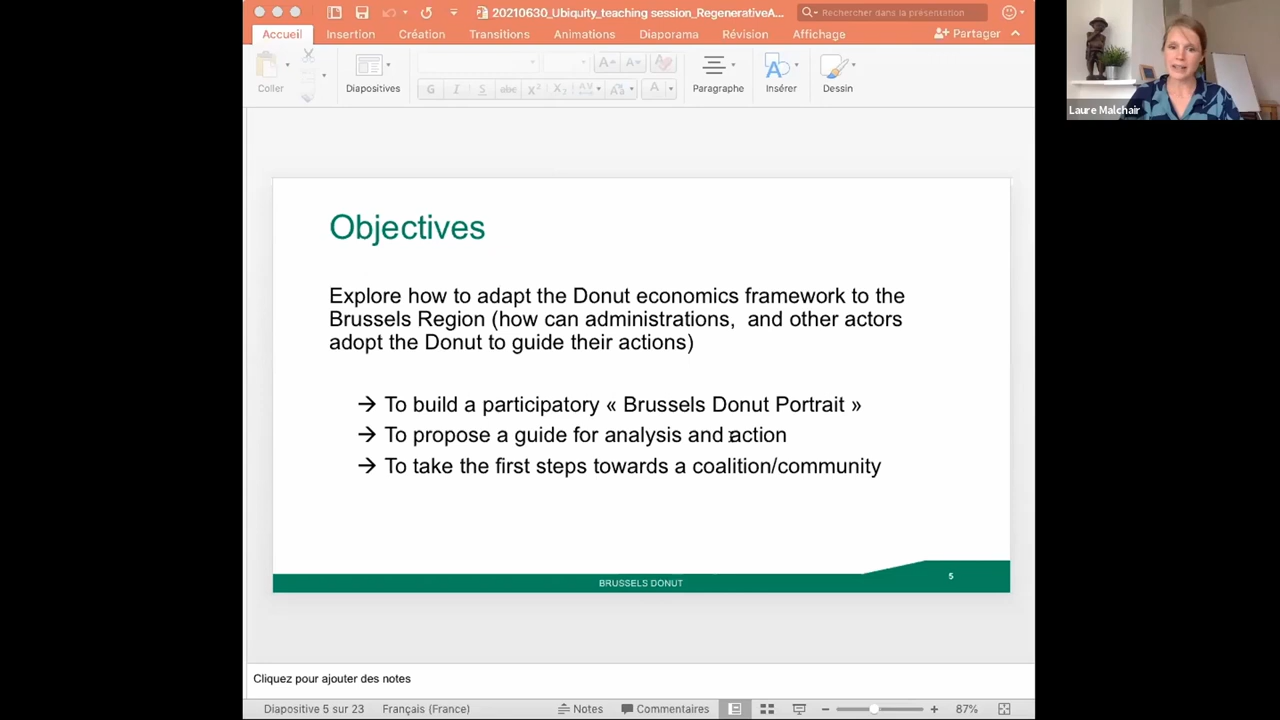 20210630_Ubiquity_teaching session_RegenerativeA...
Rechercher dans la présentation
Accueil
Insertion
Création
Transitions
Animations
Diaporama
Révision
Affichage
Partager
Coller
Diapositives
G I S abc X² X₂ AV A
Paragraphe
Insérer
Dessin
Laure Malchair
Objectives
Explore how to adapt the Donut economics framework to the
Brussels Region (how can administrations, and other actors
adopt the Donut to guide their actions)
→ To build a participatory « Brussels Donut Portrait »
→ To propose a guide for analysis and action
→ To take the first steps towards a coalition/community
BRUSSELS DONUT
5
Cliquez pour ajouter des notes
Diapositive 5 sur 23
Français (France)
Notes
Commentaires
87%